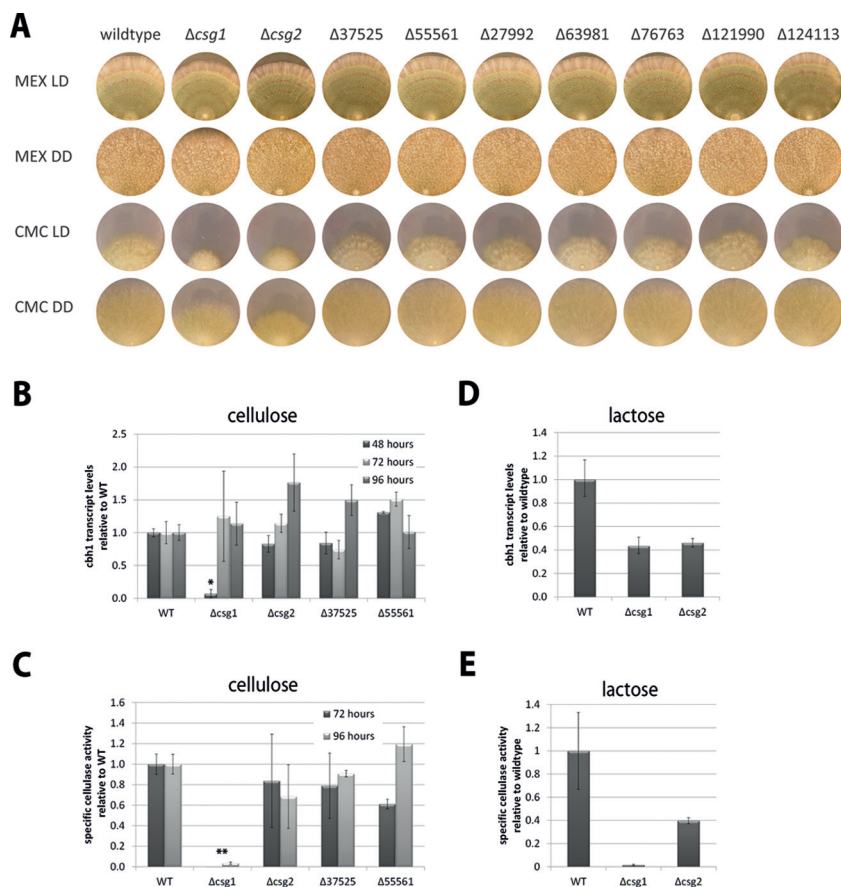 A
wildtype Δcsg1 Δcsg2 Δ37525 Δ55561 Δ27992 Δ63981 Δ76763 Δ121990 Δ124113
MEX LD
MEX DD
CMC LD
CMC DD
B
cellulose
cbh1 transcript levels
relative to WT
2.5
2.0
1.5
1.0
0.5
0.0
48 hours
72 hours
96 hours
*
WT Δcsg1 Δcsg2 Δ37525 Δ55561
D
lactose
cbh1 transcript levels
relative to wildtype
1.4
1.2
1.0
0.8
0.6
0.4
0.2
0.0
WT Δcsg1 Δcsg2
C
cellulose
specific cellulase activity
relative to WT
1.6
1.4
1.2
1.0
0.8
0.6
0.4
0.2
0.0
72 hours
96 hours
**
WT Δcsg1 Δcsg2 Δ37525 Δ55561
E
lactose
specific cellulase activity
relative to wildtype
1.4
1.2
1
0.8
0.6
0.4
0.2
0
WT Δcsg1 Δcsg2